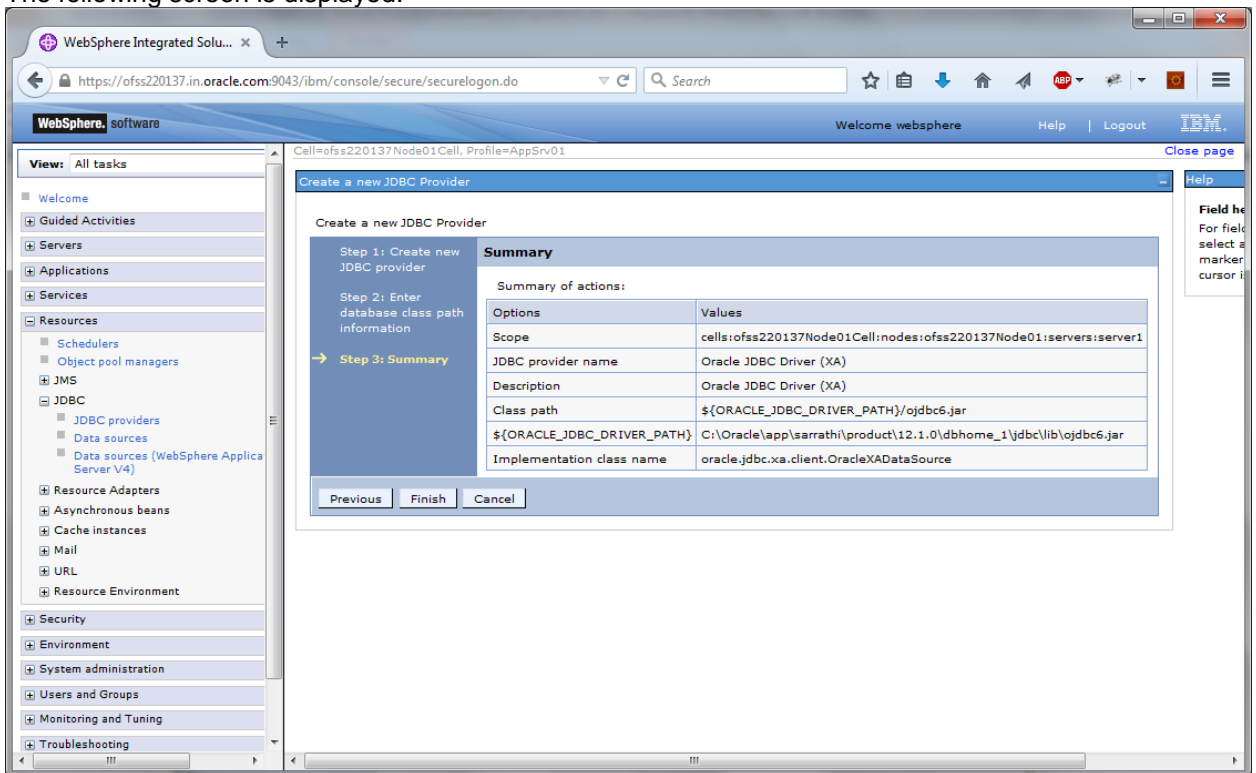 The following screen is displayed:
WebSphere Integrated Solu... ×
https://ofss220137.in.oracle.com:9043/ibm/console/secure/securelogon.do
Search
ABP
WebSphere. software
Welcome websphere
Help | Logout
IBM.
View: All tasks
Welcome
Guided Activities
Servers
Applications
Services
Resources
Schedulers
Object pool managers
JMS
JDBC
JDBC providers
Data sources
Data sources (WebSphere Applica
Server V4)
Resource Adapters
Asynchronous beans
Cache instances
Mail
URL
Resource Environment
Security
Environment
System administration
Users and Groups
Monitoring and Tuning
Troubleshooting
Cell=ofss220137Node01Cell, Profile=AppSrv01
Close page
Create a new JDBC Provider
Create a new JDBC Provider
Step 1: Create new
JDBC provider
Step 2: Enter
database class path
information
Step 3: Summary
Summary
Summary of actions:
Options Values
Scope cells:ofss220137Node01Cell:nodes:ofss220137Node01:servers:server1
JDBC provider name Oracle JDBC Driver (XA)
Description Oracle JDBC Driver (XA)
Class path ${ORACLE_JDBC_DRIVER_PATH}/ojdbc6.jar
${ORACLE_JDBC_DRIVER_PATH} C:\Oracle\app\sarrathi\product\12.1.0\dbhome_1\jdbc\lib\ojdbc6.jar
Implementation class name oracle.jdbc.xa.client.OracleXADataSource
Previous Finish Cancel
Help
Field he
For field
select a
marker
cursor i